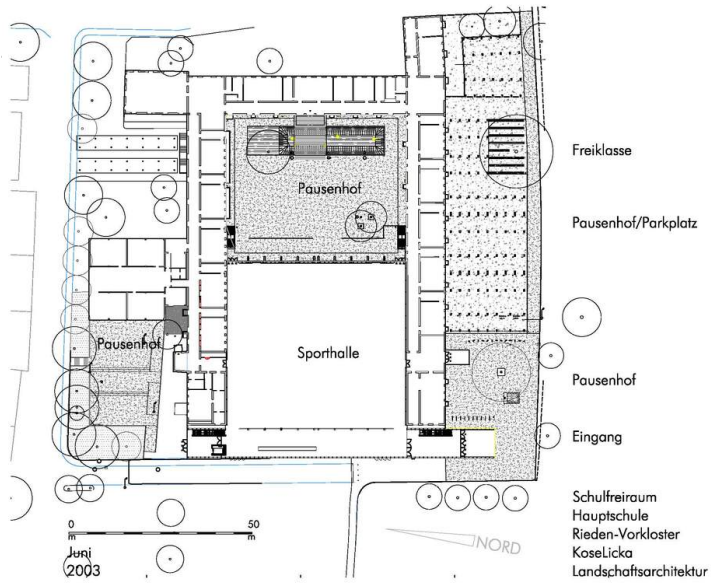 Freiklasse
Pausenhof
Pausenhof/Parkplatz
Pausenhof
Sporthalle
Pausenhof
Eingang
Schulfreiraum
Hauptschule
Rieden-Vorkloster
KoseLicka
Landschaftsarchitektur
0 50
m m
Juni
2003
NORD